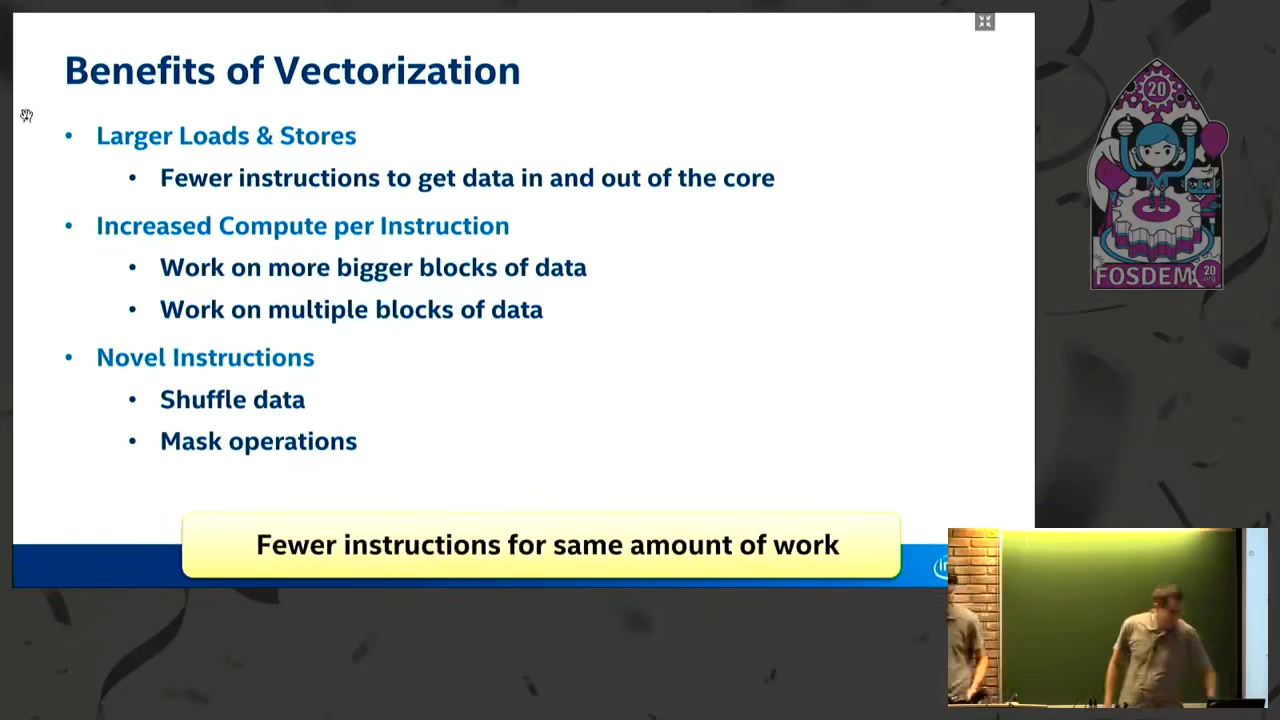 Benefits of Vectorization
• Larger Loads & Stores
• Fewer instructions to get data in and out of the core
• Increased Compute per Instruction
• Work on more bigger blocks of data
• Work on multiple blocks of data
• Novel Instructions
• Shuffle data
• Mask operations
Fewer instructions for same amount of work
20
FOSDEM
20
.org